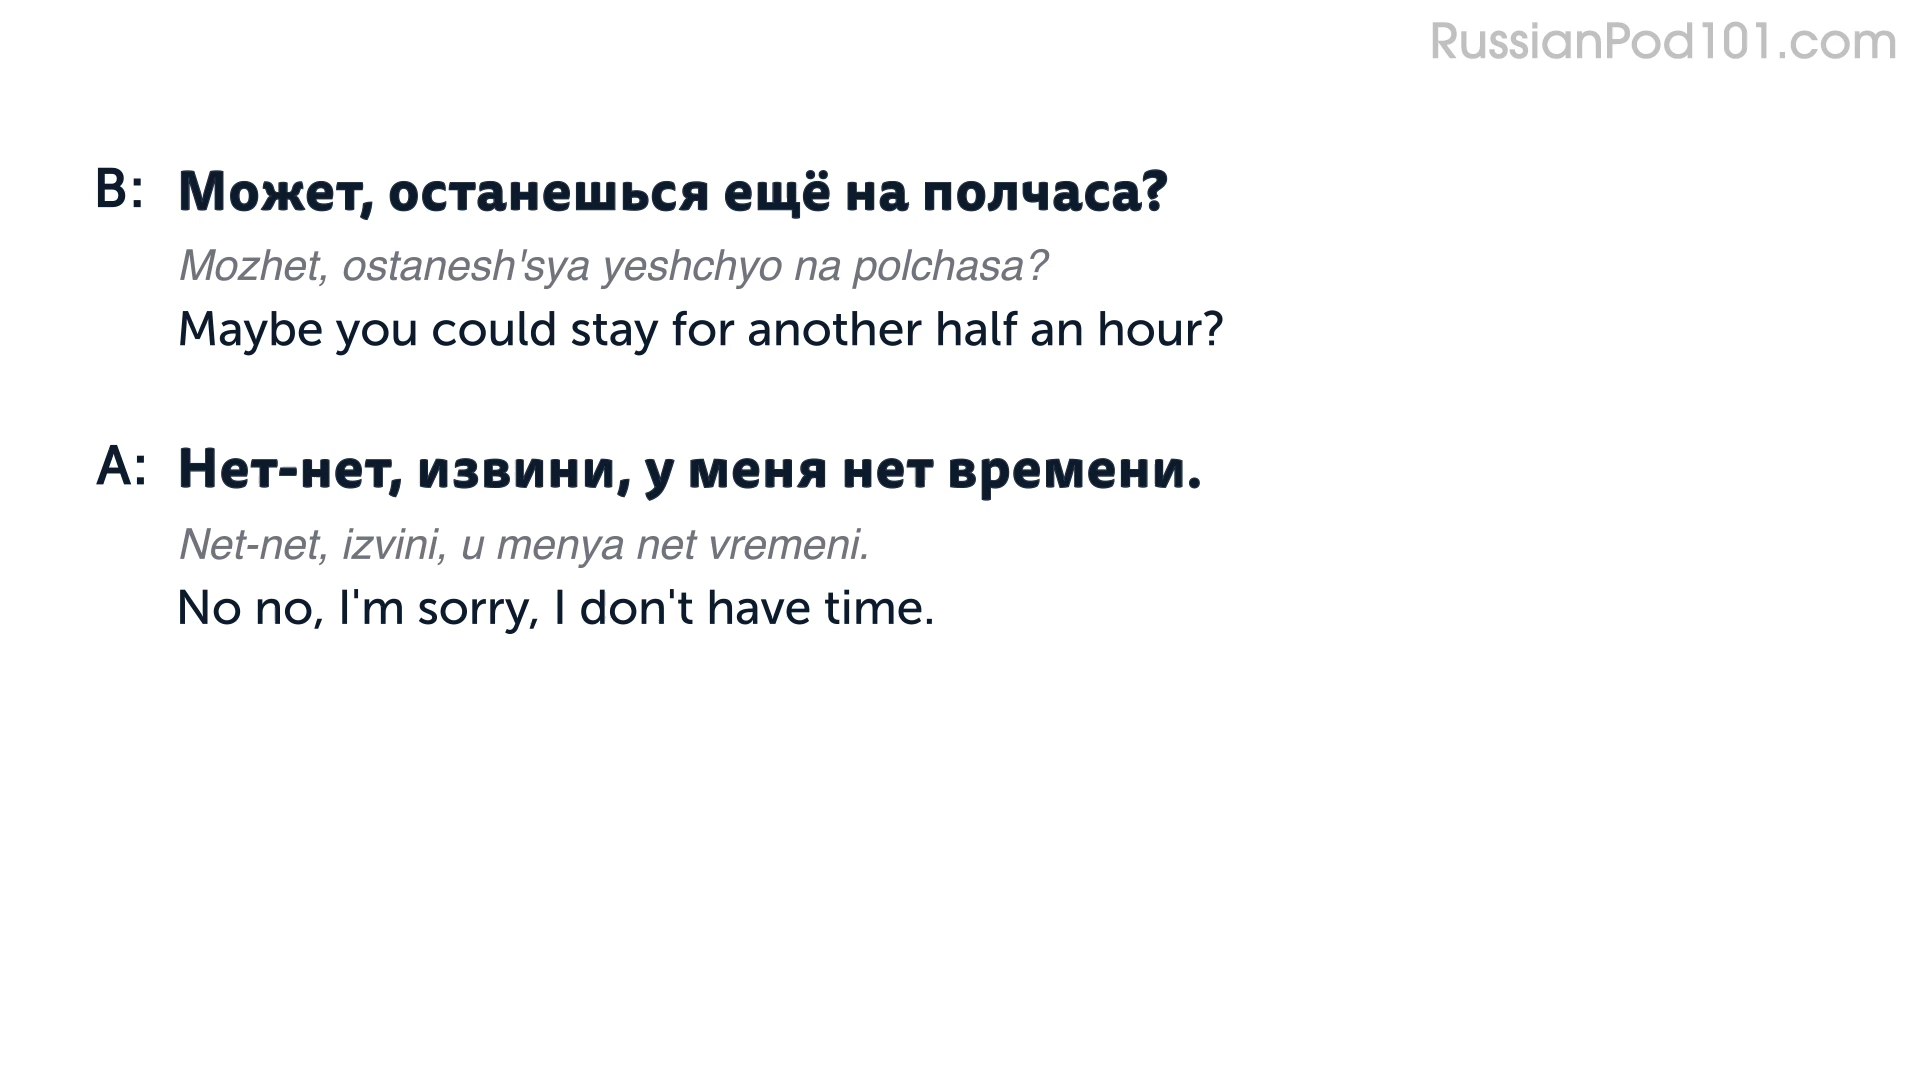 RussianPod101.com
B: Может, останешься ещё на полчаса?
Mozhet, ostanesh'sya yeshchyo na polchasa?
Maybe you could stay for another half an hour?
A: Нет-нет, извини, у меня нет времени.
Net-net, izvini, u menya net vremeni.
No no, I'm sorry, I don't have time.